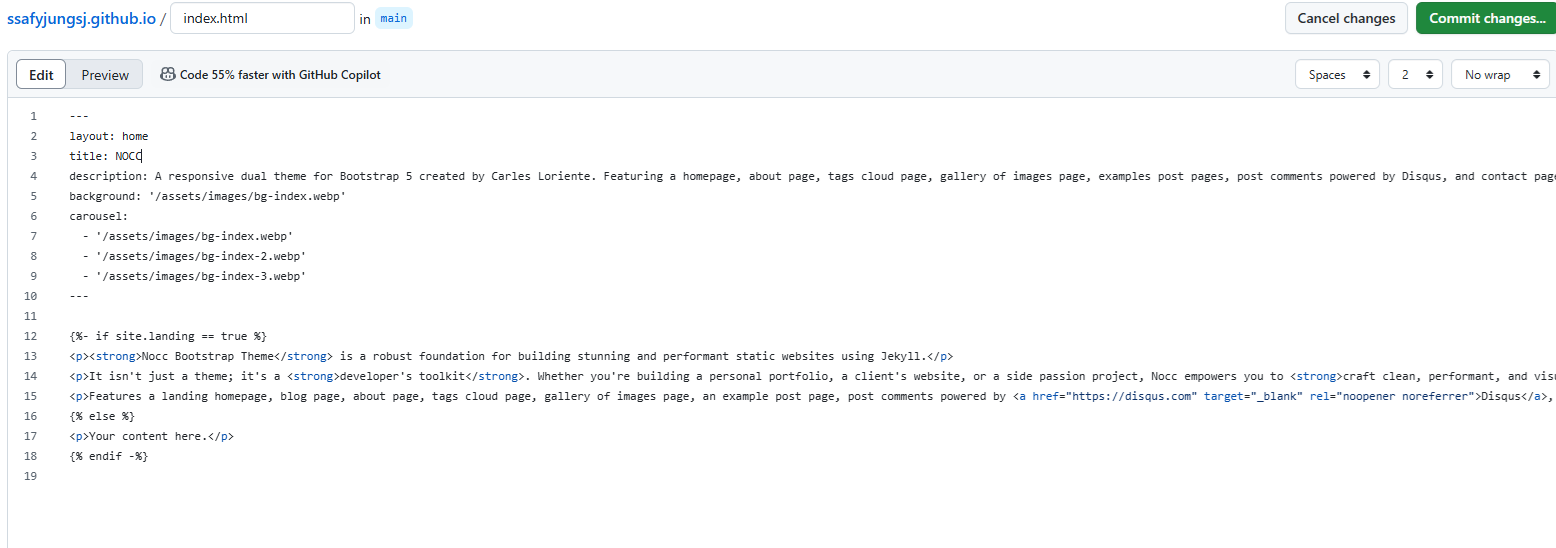 ssafyjungsj.github.io / index.html in main Cancel changes Commit changes...
Edit Preview Code 55% faster with GitHub Copilot Spaces 2 No wrap
1 ---
2 layout: home
3 title: NOCC
4 description: A responsive dual theme for Bootstrap 5 created by Carles Loriente. Featuring a homepage, about page, tags cloud page, gallery of images page, examples post pages, post comments powered by Disqus, and contact page
5 background: '/assets/images/bg-index.webp'
6 carousel:
7   - '/assets/images/bg-index.webp'
8   - '/assets/images/bg-index-2.webp'
9   - '/assets/images/bg-index-3.webp'
10 ---
11
12 {%- if site.landing == true %}
13 <p><strong>Nocc Bootstrap Theme</strong> is a robust foundation for building stunning and performant static websites using Jekyll.</p>
14 <p>It isn't just a theme; it's a <strong>developer's toolkit</strong>. Whether you're building a personal portfolio, a client's website, or a side passion project, Nocc empowers you to <strong>craft clean, performant, and visu
15 <p>Features a landing homepage, blog page, about page, tags cloud page, gallery of images page, an example post page, post comments powered by <a href="https://disqus.com" target="_blank" rel="noopener noreferrer">Disqus</a>,
16 {% else %}
17 <p>Your content here.</p>
18 {% endif -%}
19